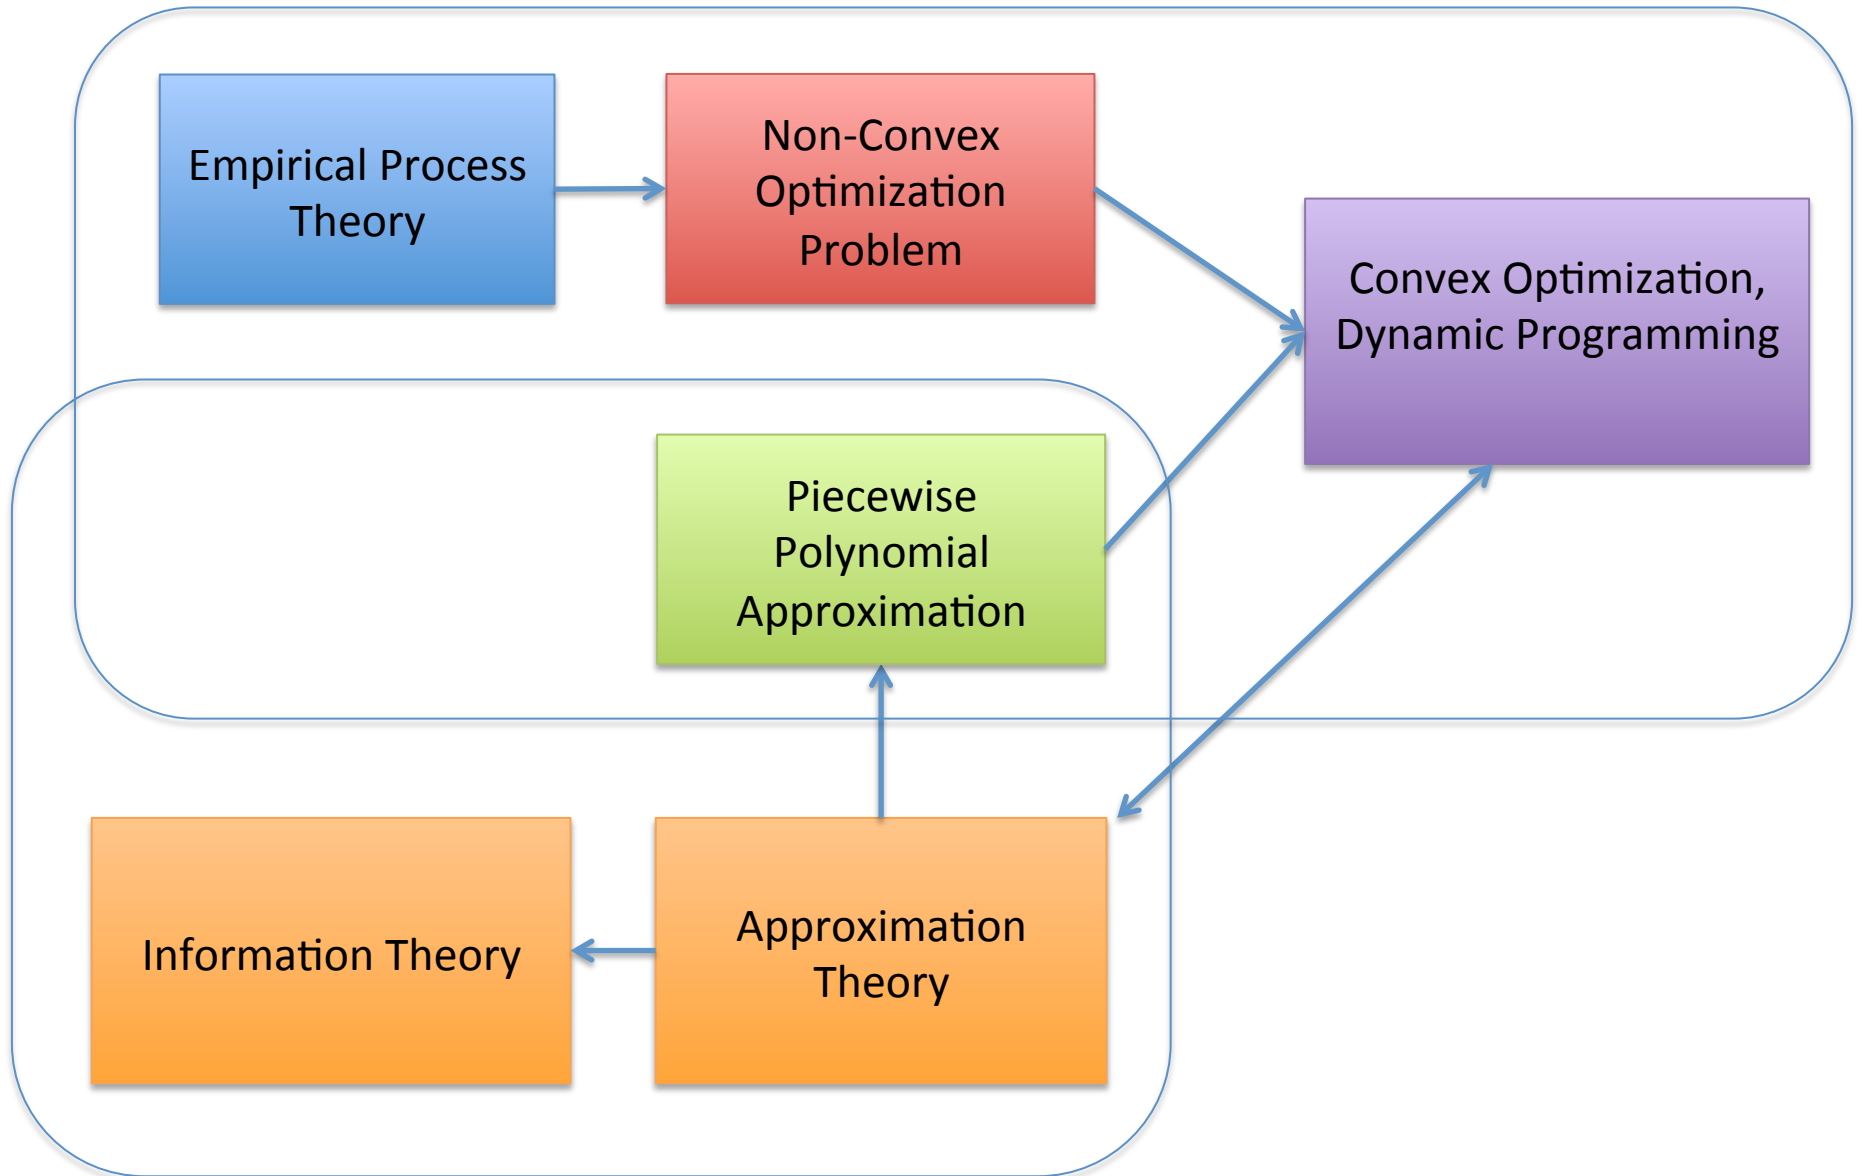 Empirical Process
Theory
Non-Convex
Optimization
Problem
Convex Optimization,
Dynamic Programming
Piecewise
Polynomial
Approximation
Information Theory
Approximation
Theory